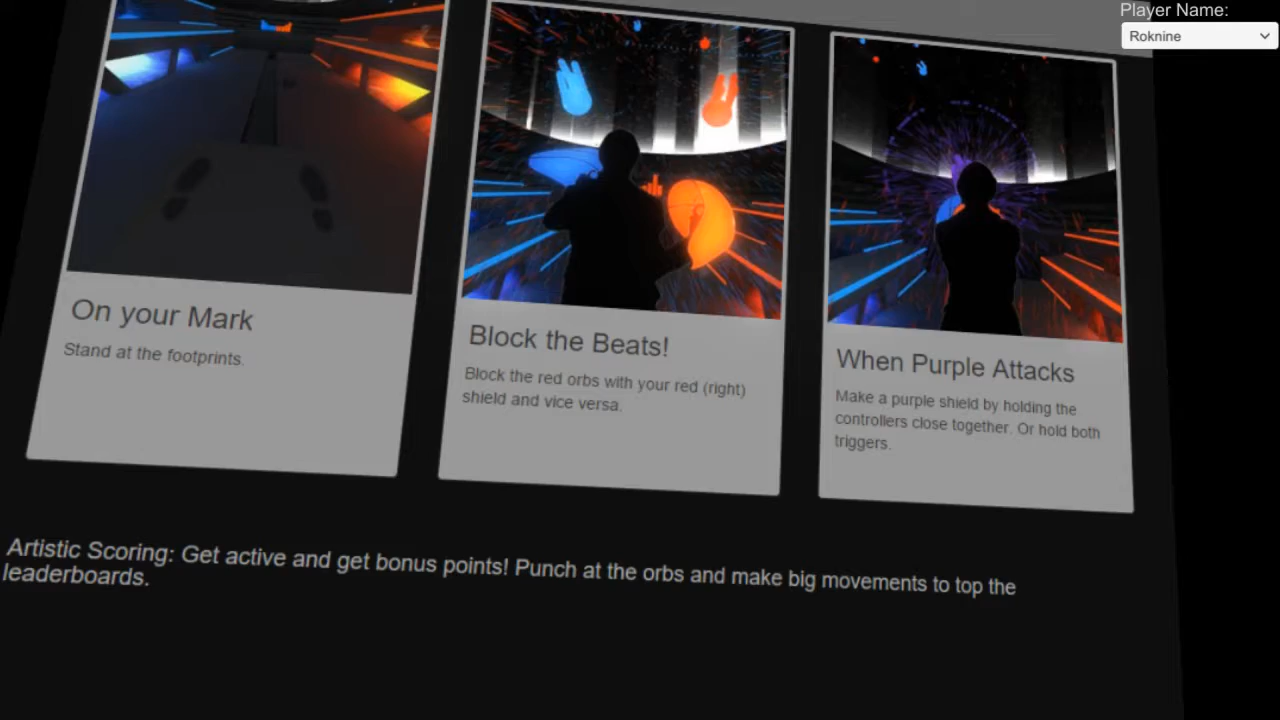 Player Name:
Roknine
On your Mark
Stand at the footprints.
Block the Beats!
Block the red orbs with your red (right)
shield and vice versa.
When Purple Attacks
Make a purple shield by holding the
controllers close together. Or hold both
triggers.
Artistic Scoring: Get active and get bonus points! Punch at the orbs and make big movements to top the
leaderboards.